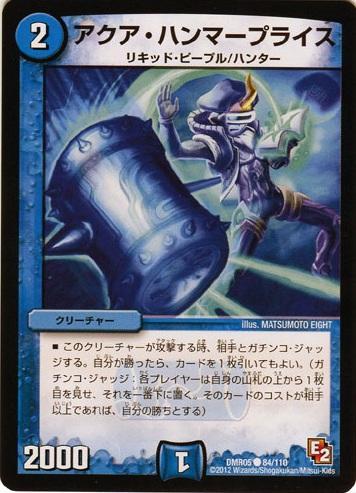 2
アクア・ハンマープライス
リキッド・ピープル/ハンター
illus. MATSUMOTO EIGHT
クリーチャー
■ このクリーチャーが攻撃する時、相手とガチンコ・ジャッ
ジする。自分が勝ったら、カードを1枚引いてもよい。(ガ
チンコ・ジャッジ:各プレイヤーは自身の山札の上から1枚
目を見せ、それを一番下に置く。そのカードのコストが相手
以上であれば、自分の勝ちとする)
2000
1
E2
DMR05 ● 84/110
©2012 Wizards/Shogakukan/Mitsui-Kids